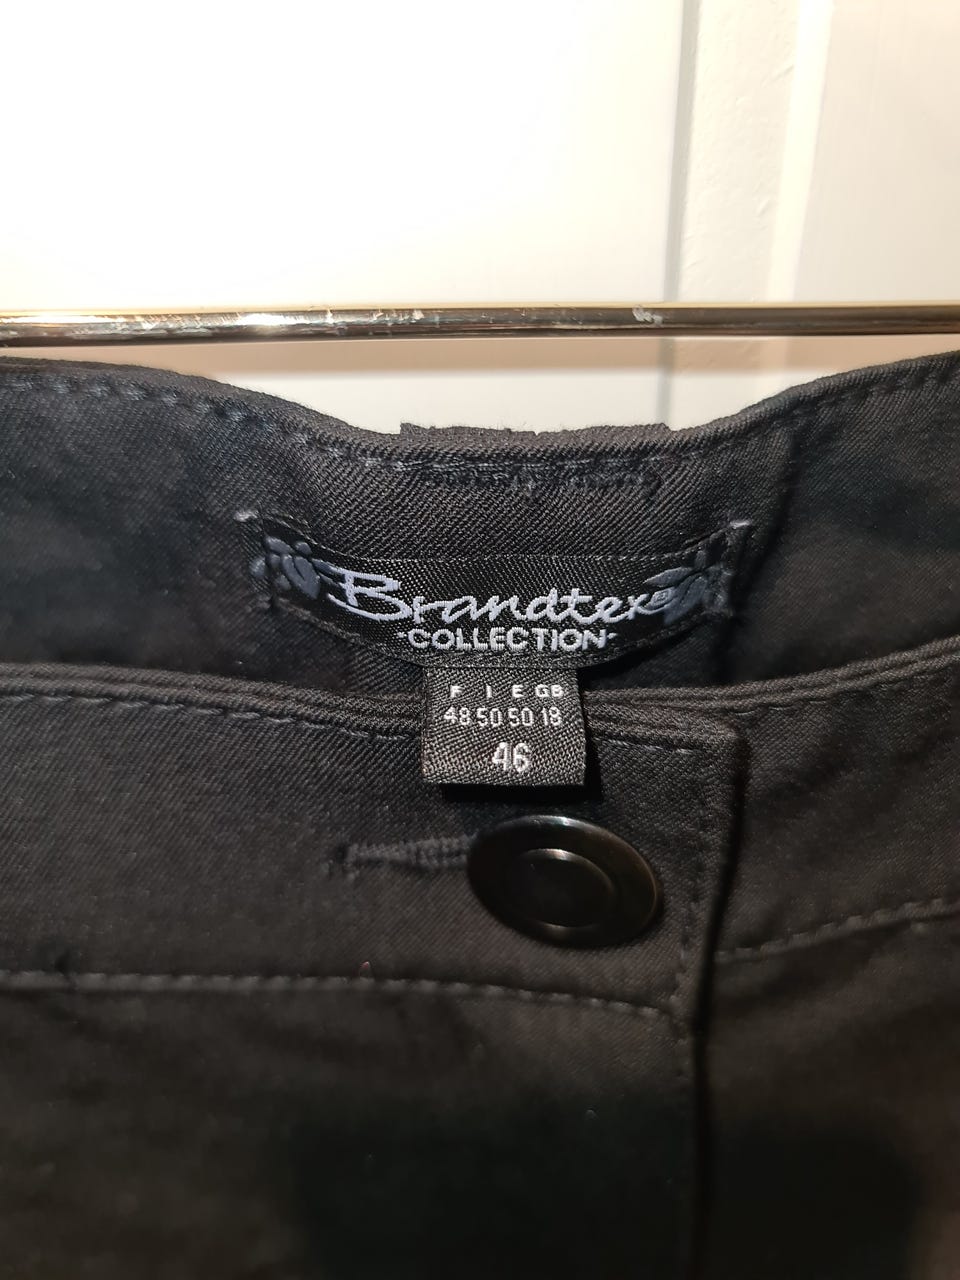 Brandtex®
COLLECTION
F I E GB
48 50 50 18
46